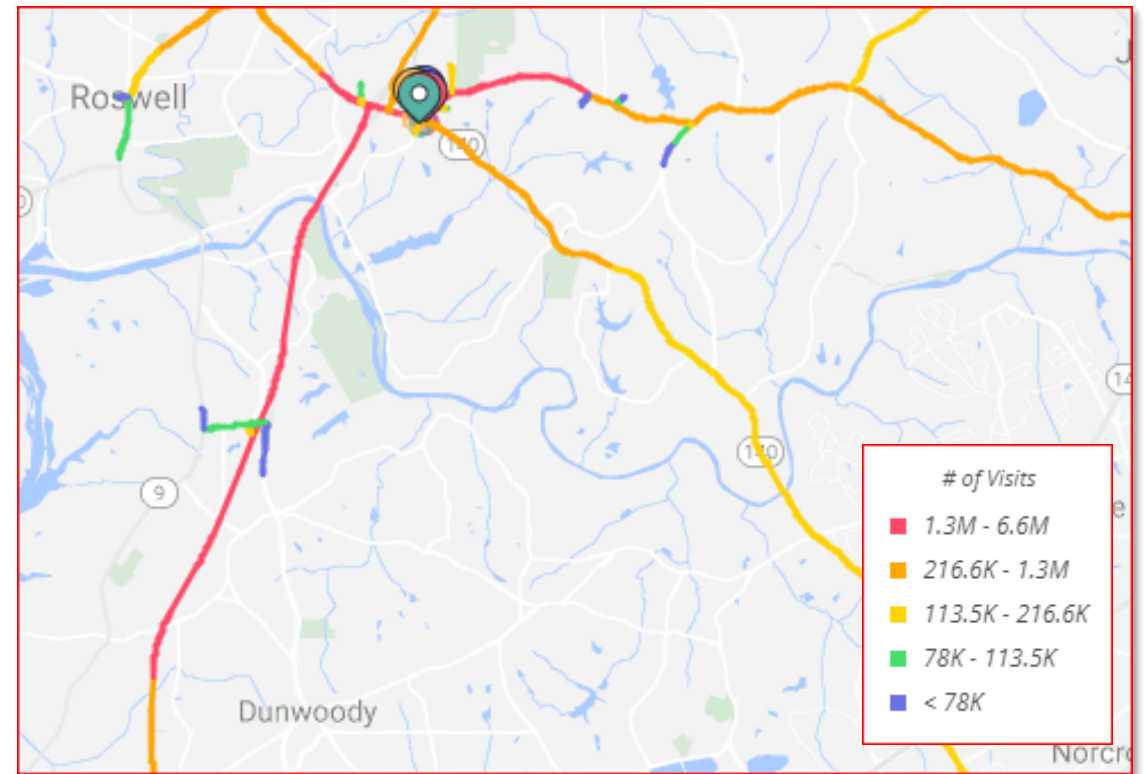 Roswell
140
140
9
Dunwoody
# of Visits
1.3M - 6.6M
216.6K - 1.3M
113.5K - 216.6K
78K - 113.5K
< 78K